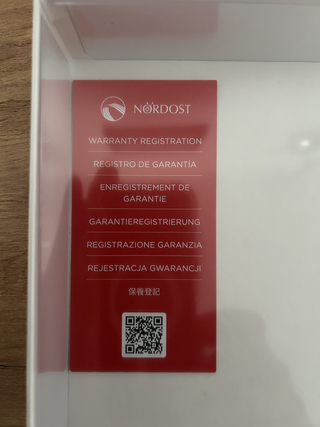 NORDOST
WARRANTY REGISTRATION
REGISTRO DE GARANTÍA
ENREGISTREMENT DE
GARANTIE
GARANTIEREGISTRIERUNG
REGISTRAZIONE GARANZIA
REJESTRACJA GWARANCJI
保養登記